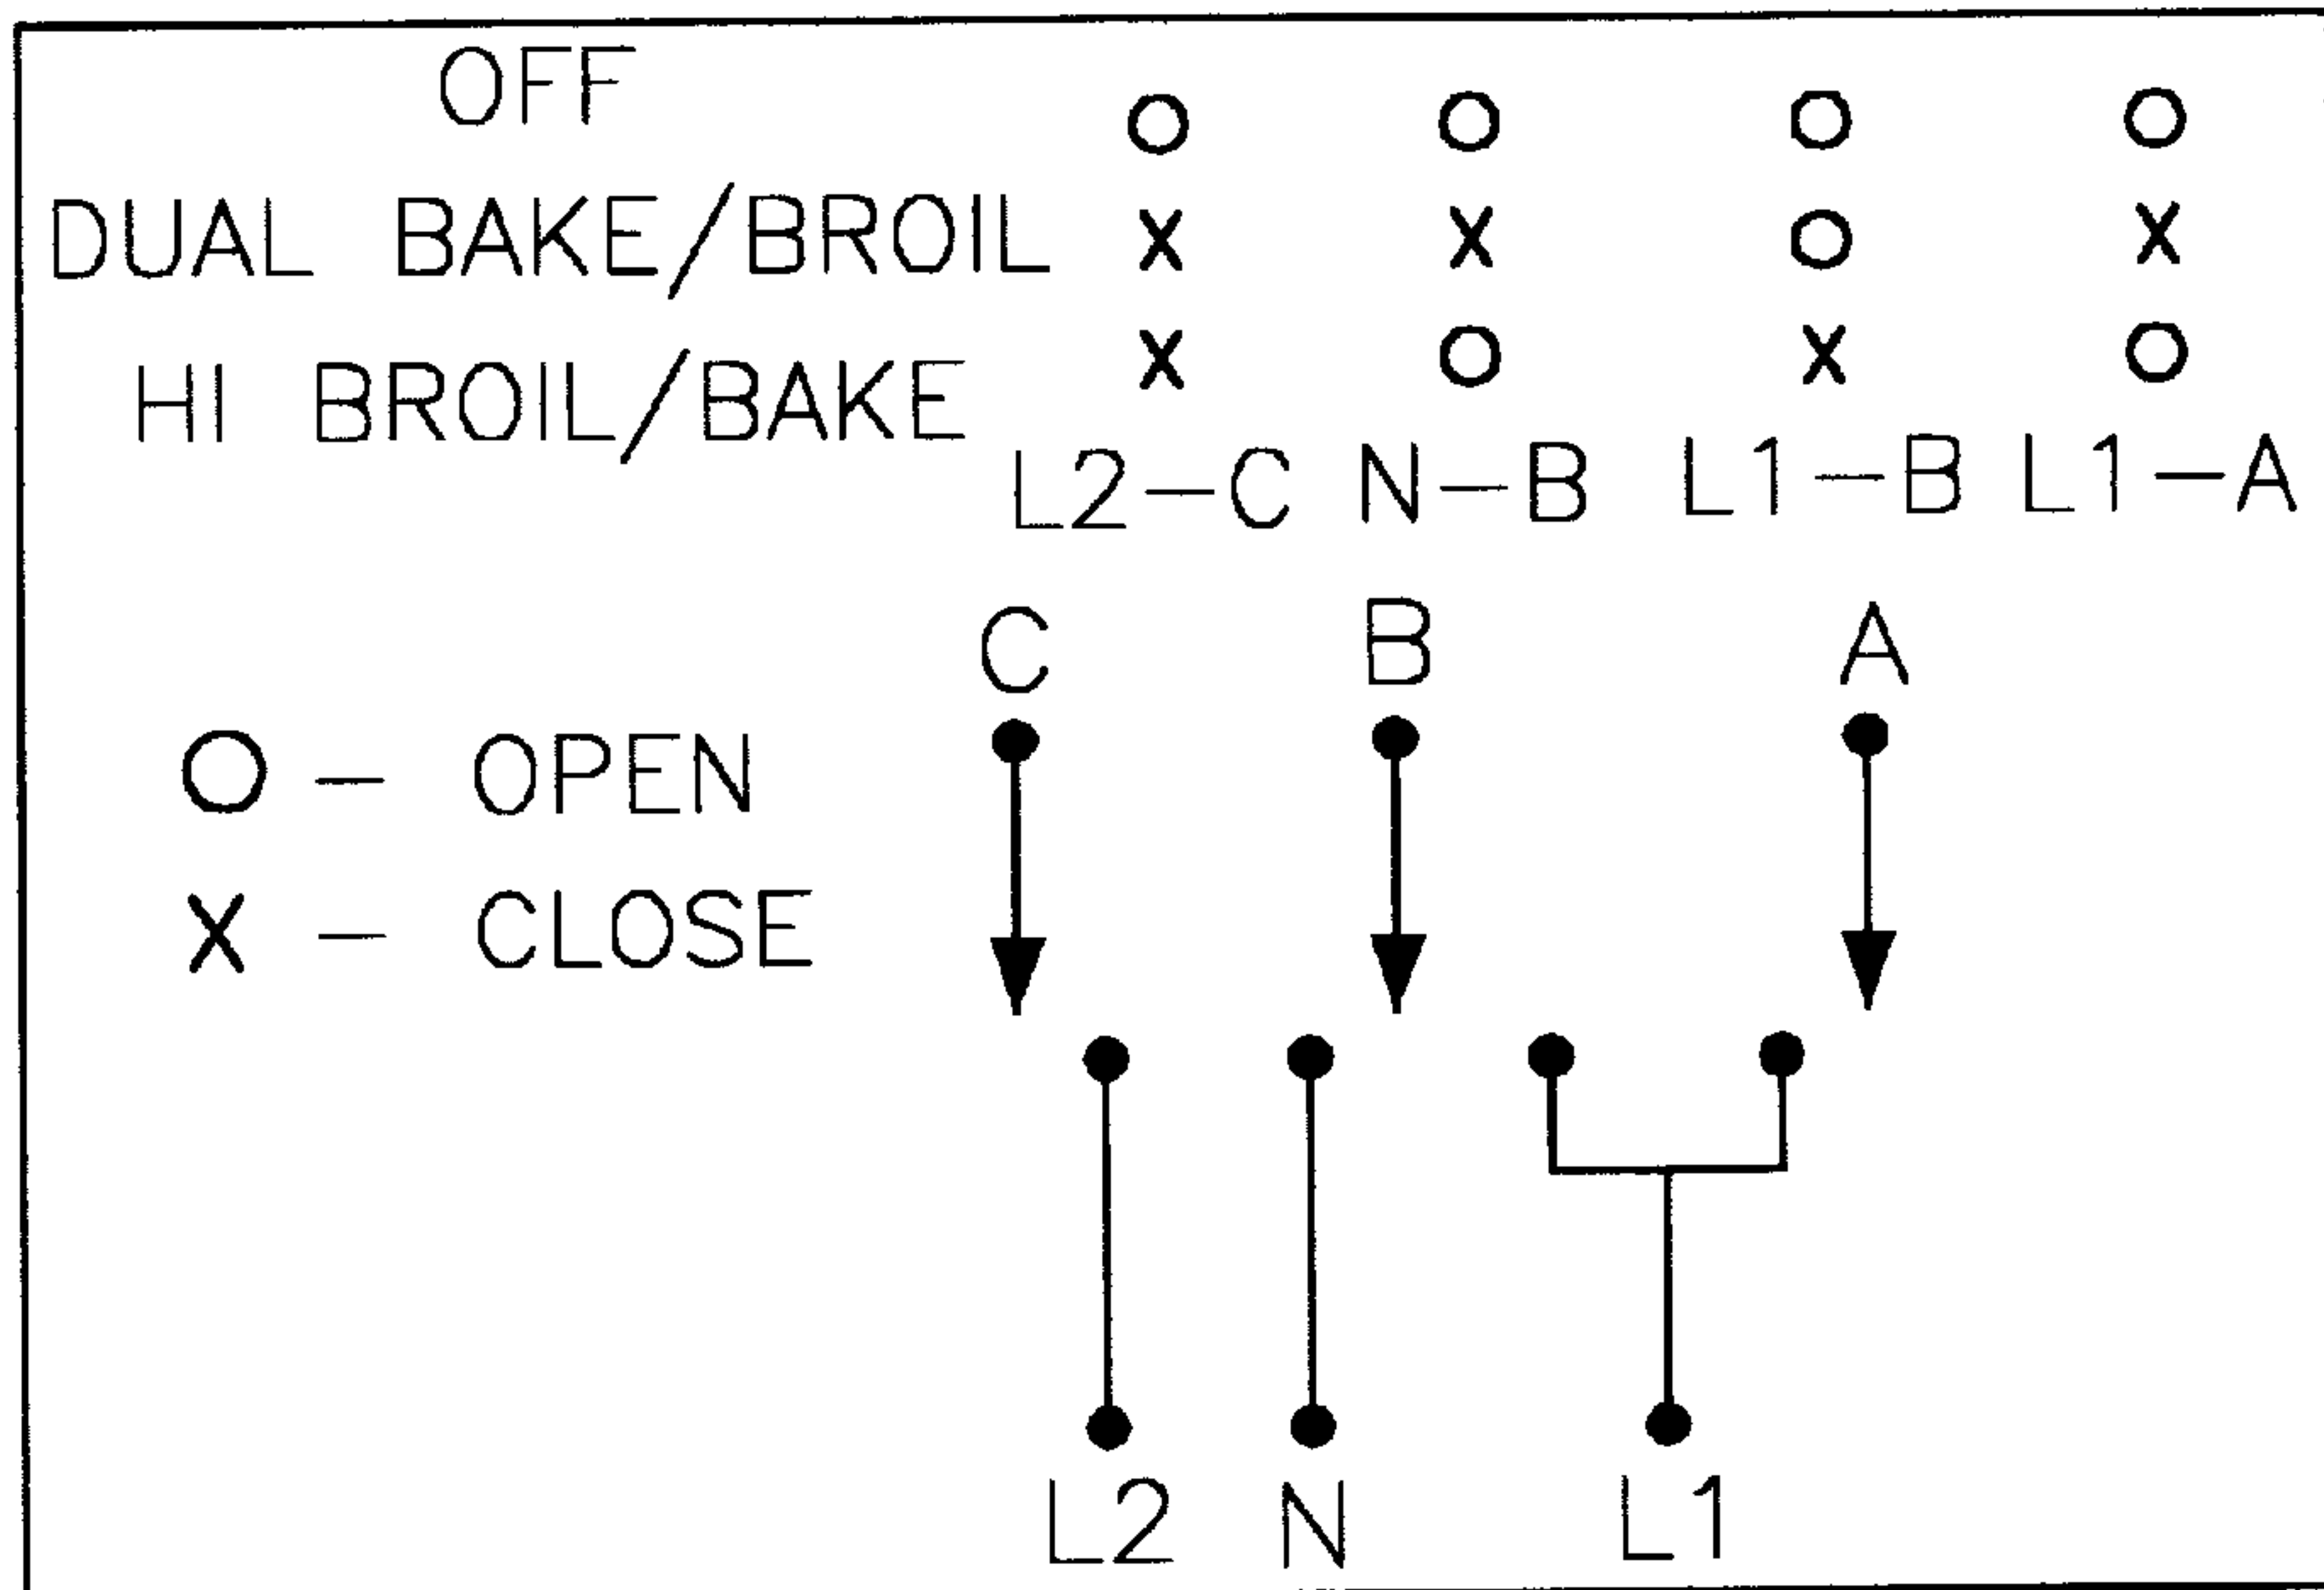 OFF O O O O
DUAL BAKE/BROIL X X O X
HI BROIL/BAKE X O X O
L2-C N-B L1-B L1-A
C B A
O - OPEN
X - CLOSE
L2 N L1